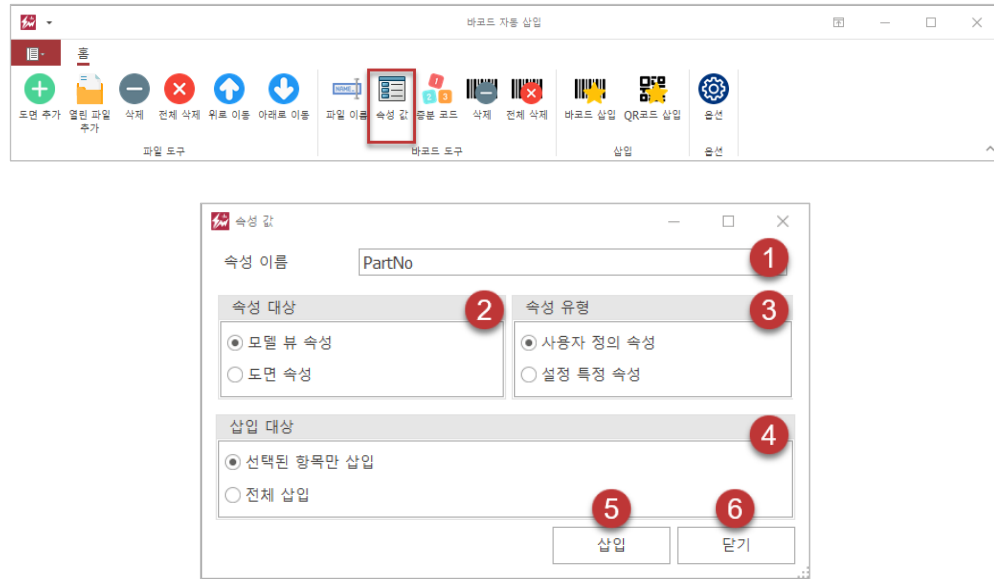 바코드 자동 삽입
홈
도면 추가 열린 파일 추가 삭제 전체 삭제 위로 이동 아래로 이동 NAME 파일 이름 속성 값 1 2 3 증분 코드 삭제 전체 삭제 바코드 삽입 QR코드 삽입 옵션
파일 도구 바코드 도구 삽입 옵션
속성 값
속성 이름 PartNo 1
속성 대상 2 속성 유형 3
모델 뷰 속성 사용자 정의 속성
도면 속성 설정 특정 속성
삽입 대상 4
선택된 항목만 삽입
전체 삽입
5 6
삽입 닫기